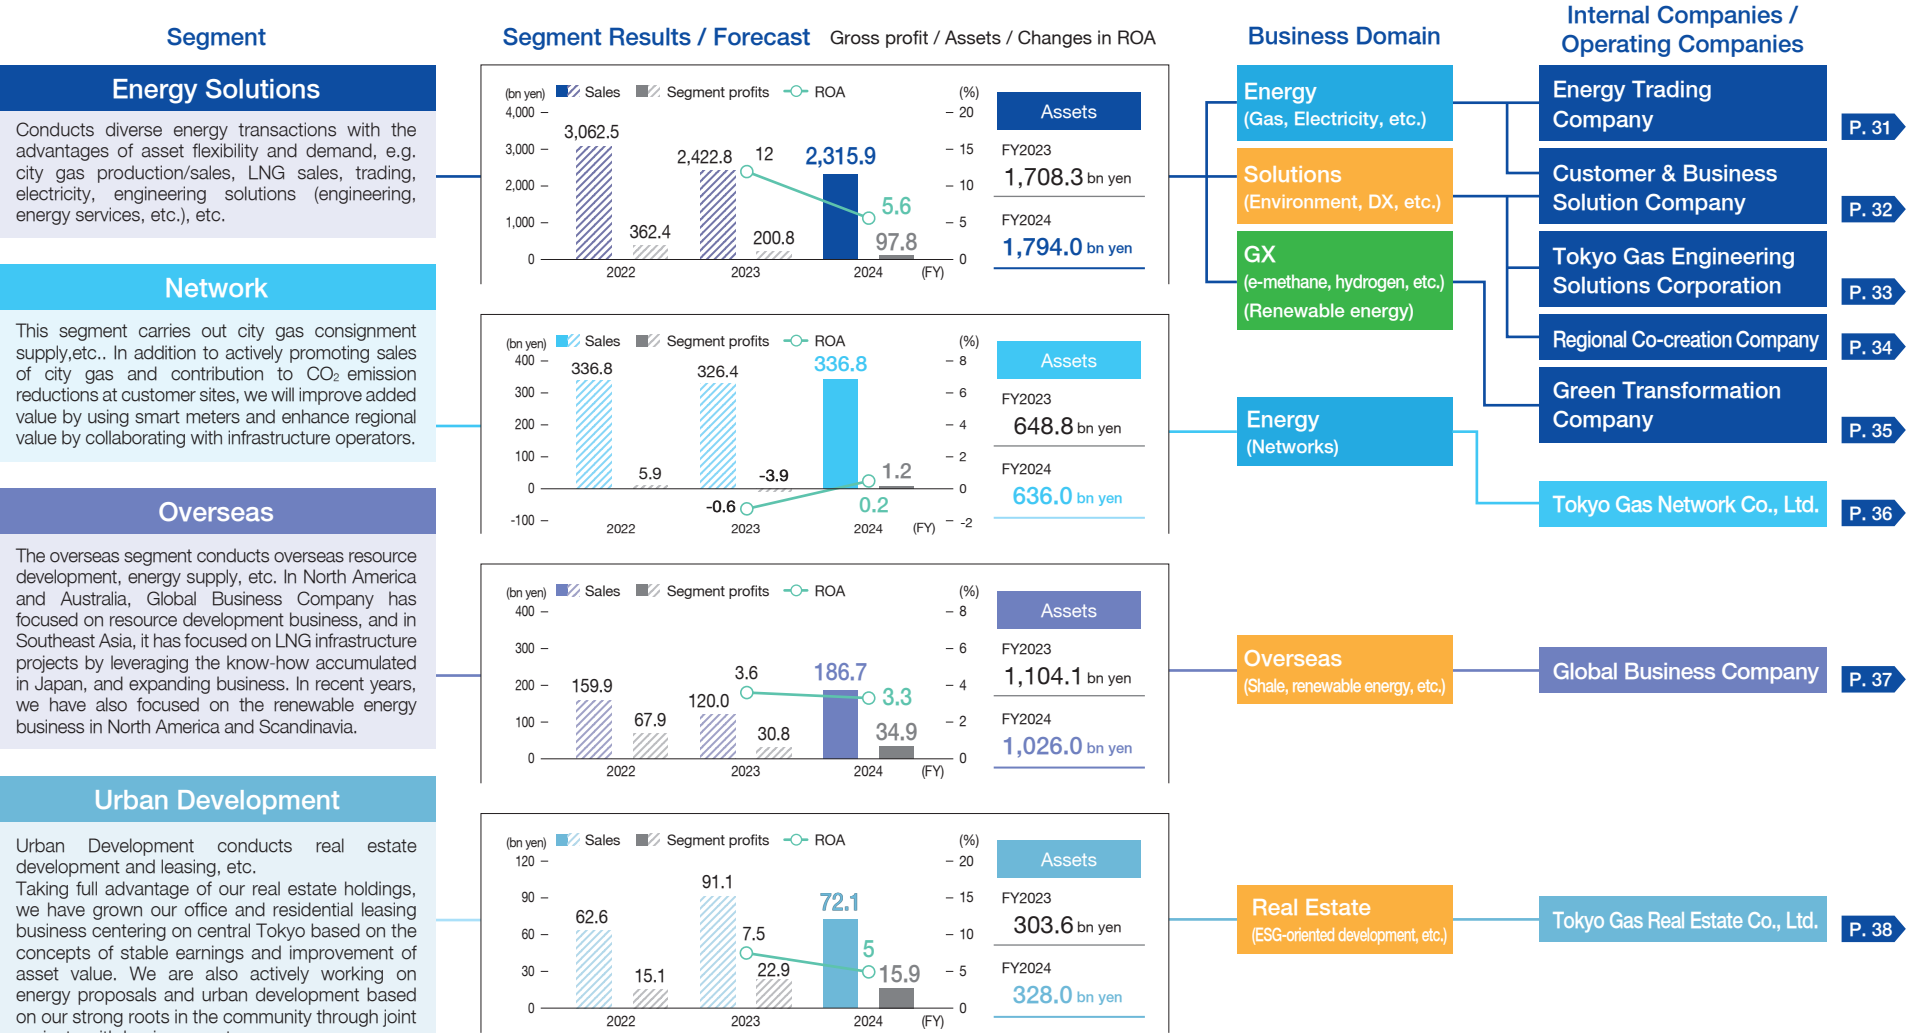 Segment
Segment Results / Forecast Gross profit / Assets / Changes in ROA
Business Domain
Internal Companies /
Operating Companies
Energy Solutions
Conducts diverse energy transactions with the
advantages of asset flexibility and demand, e.g.
city gas production/sales, LNG sales, trading,
electricity, engineering solutions (engineering,
energy services, etc.), etc.
(bn yen) Sales Segment profits ROA (%)
4,000
3,000
2,000
1,000
0
20
15
10
5
0
3,062.5
362.4
2,422.8
12
200.8
2,315.9
5.6
97.8
2022 2023 2024 (FY)
Assets
FY2023
1,708.3 bn yen
FY2024
1,794.0 bn yen
Network
This segment carries out city gas consignment
supply,etc.. In addition to actively promoting sales
of city gas and contribution to CO₂ emission
reductions at customer sites, we will improve added
value by using smart meters and enhance regional
value by collaborating with infrastructure operators.
(bn yen) Sales Segment profits ROA (%)
400
300
200
100
0
-100
8
6
4
2
0
-2
336.8
5.9
326.4
-3.9
-0.6
336.8
1.2
0.2
2022 2023 2024 (FY)
Assets
FY2023
648.8 bn yen
FY2024
636.0 bn yen
Overseas
The overseas segment conducts overseas resource
development, energy supply, etc. In North America
and Australia, Global Business Company has
focused on resource development business, and in
Southeast Asia, it has focused on LNG infrastructure
projects by leveraging the know-how accumulated
in Japan, and expanding business. In recent years,
we have also focused on the renewable energy
business in North America and Scandinavia.
(bn yen) Sales Segment profits ROA (%)
400
300
200
100
0
8
6
4
2
0
159.9
67.9
120.0
3.6
30.8
186.7
3.3
34.9
2022 2023 2024 (FY)
Assets
FY2023
1,104.1 bn yen
FY2024
1,026.0 bn yen
Urban Development
Urban Development conducts real estate
development and leasing, etc.
Taking full advantage of our real estate holdings,
we have grown our office and residential leasing
business centering on central Tokyo based on the
concepts of stable earnings and improvement of
asset value. We are also actively working on
energy proposals and urban development based
on our strong roots in the community through joint
(bn yen) Sales Segment profits ROA (%)
120
90
60
30
0
20
15
10
5
0
62.6
15.1
91.1
7.5
22.9
72.1
5
15.9
2022 2023 2024 (FY)
Assets
FY2023
303.6 bn yen
FY2024
328.0 bn yen
Energy
(Gas, Electricity, etc.)
Solutions
(Environment, DX, etc.)
GX
(e-methane, hydrogen, etc.)
(Renewable energy)
Energy
(Networks)
Overseas
(Shale, renewable energy, etc.)
Real Estate
(ESG-oriented development, etc.)
Energy Trading
Company
P. 31
Customer & Business
Solution Company
P. 32
Tokyo Gas Engineering
Solutions Corporation
P. 33
Regional Co-creation Company
P. 34
Green Transformation
Company
P. 35
Tokyo Gas Network Co., Ltd.
P. 36
Global Business Company
P. 37
Tokyo Gas Real Estate Co., Ltd.
P. 38